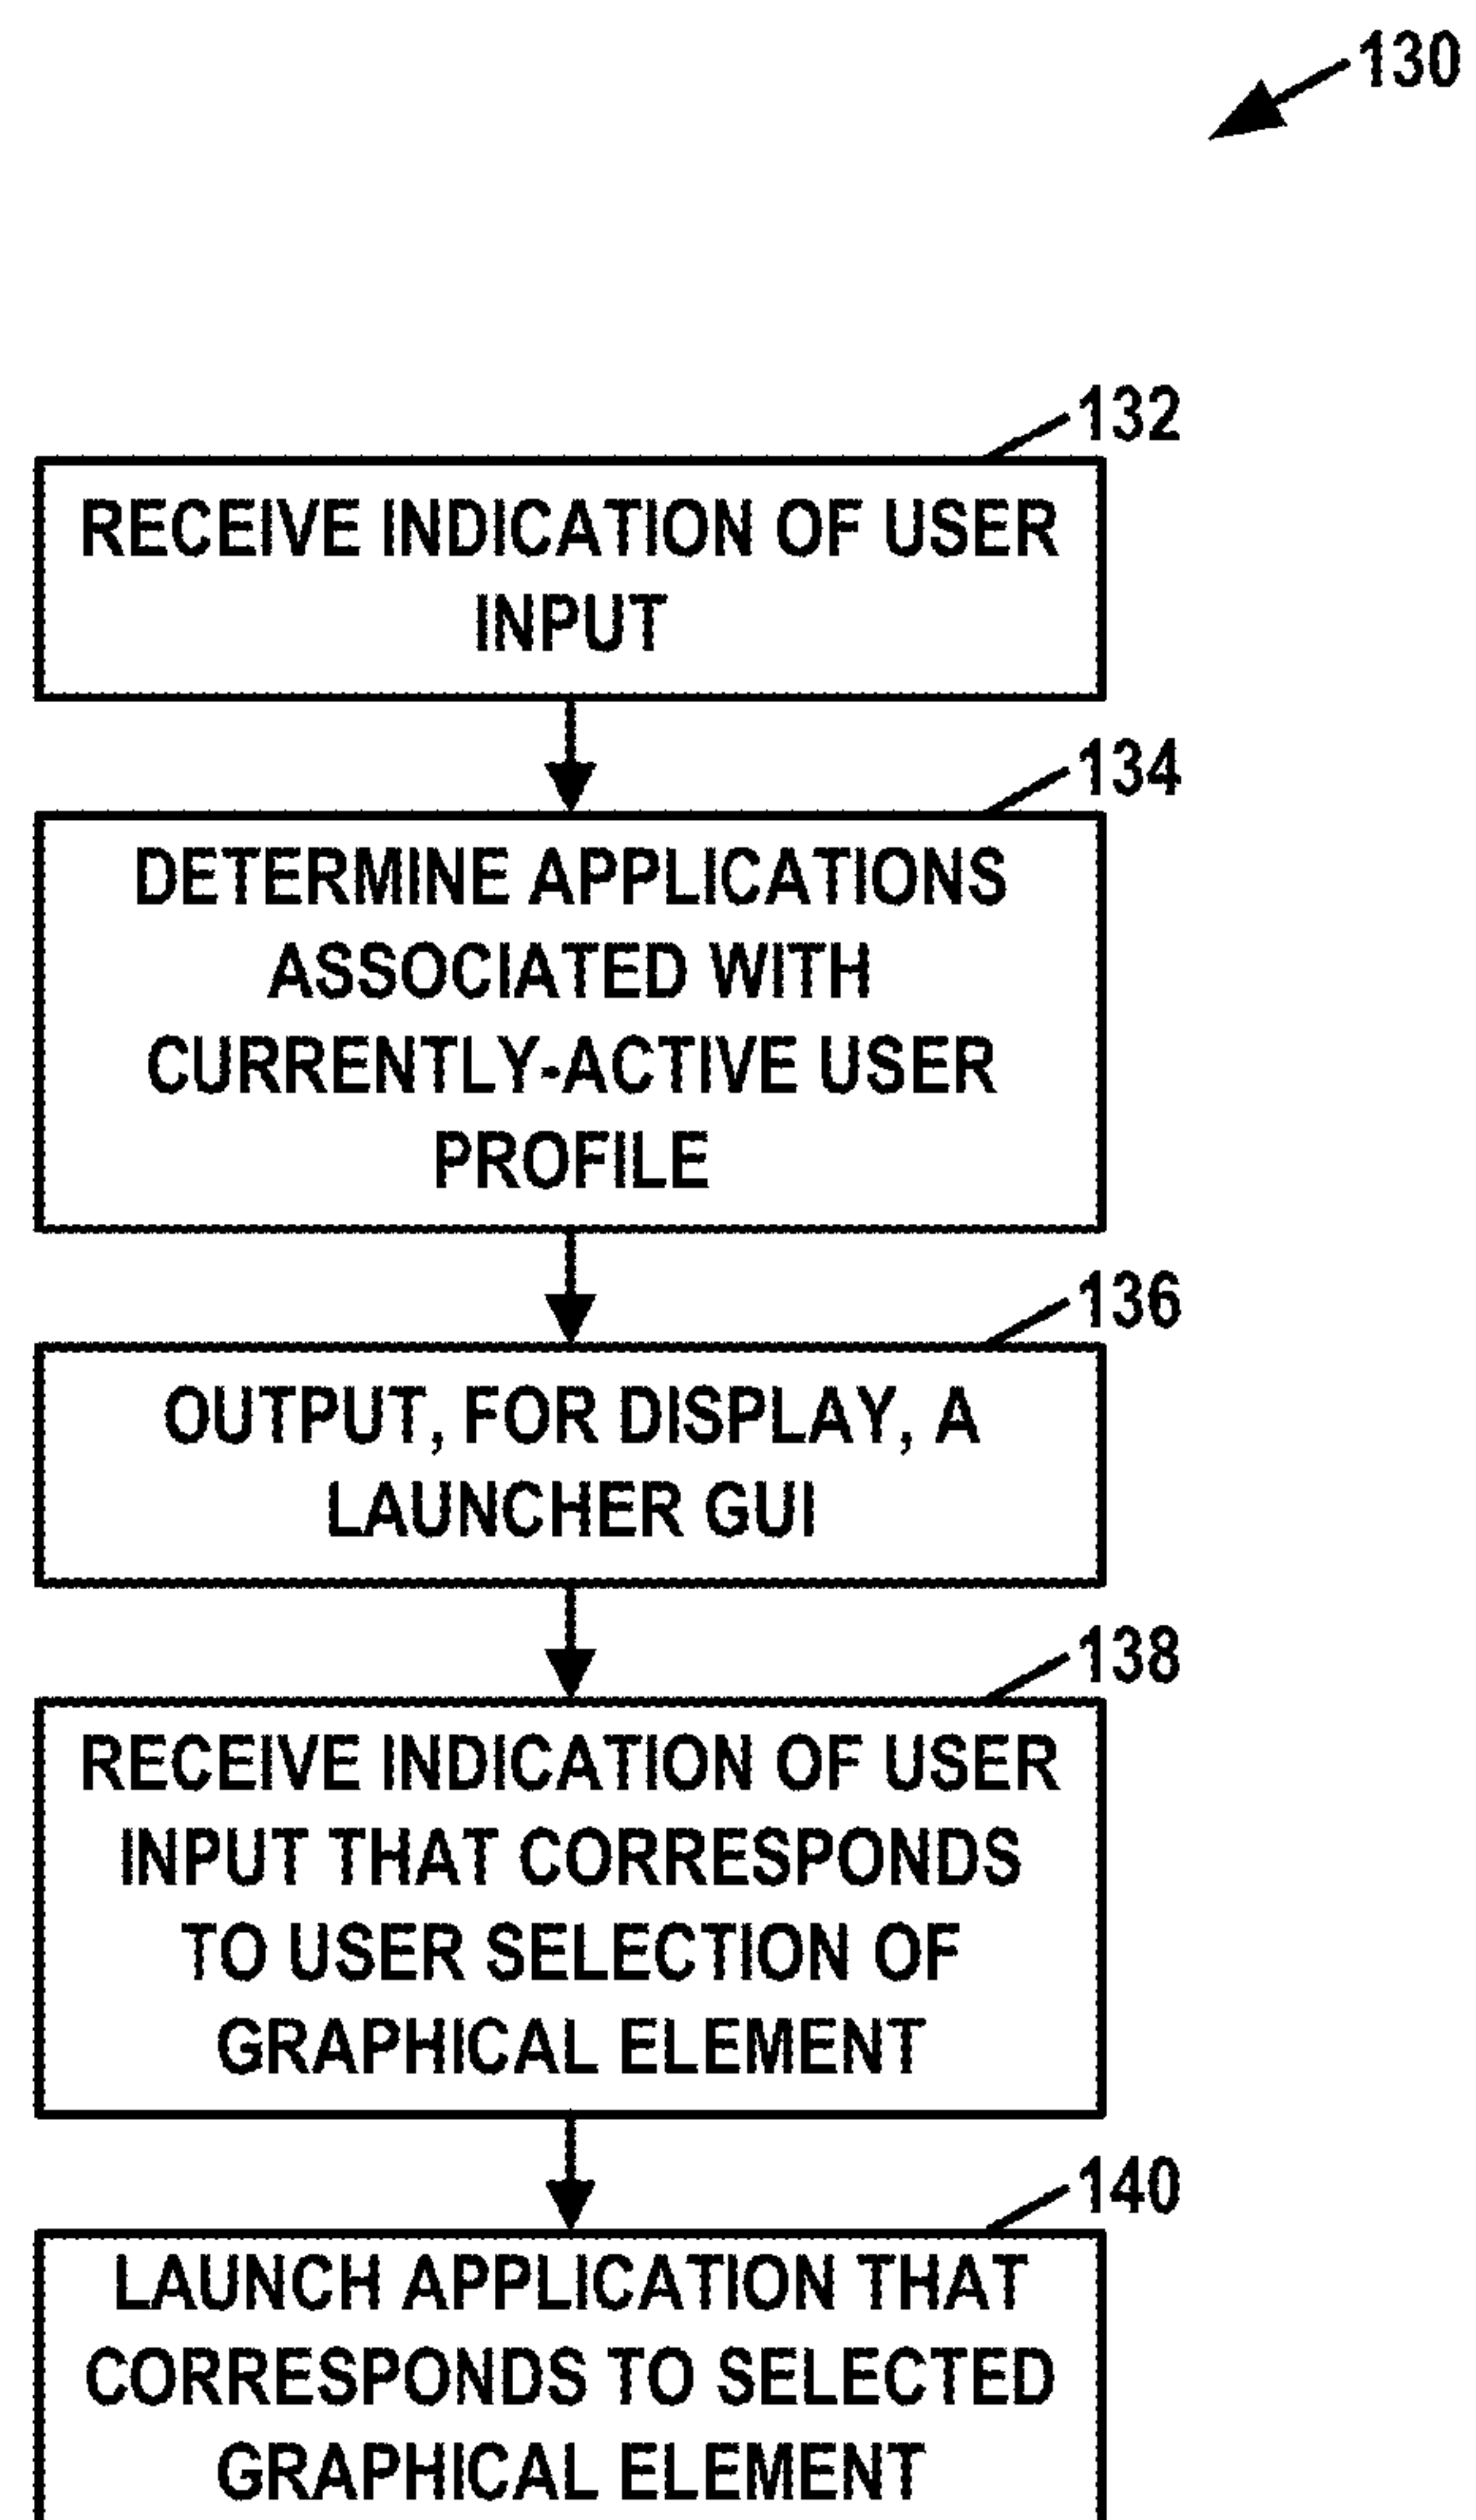 130
132
RECEIVE INDICATION OF USER
INPUT
134
DETERMINE APPLICATIONS
ASSOCIATED WITH
CURRENTLY-ACTIVE USER
PROFILE
136
OUTPUT, FOR DISPLAY, A
LAUNCHER GUI
138
RECEIVE INDICATION OF USER
INPUT THAT CORRESPONDS
TO USER SELECTION OF
GRAPHICAL ELEMENT
140
LAUNCH APPLICATION THAT
CORRESPONDS TO SELECTED
GRAPHICAL ELEMENT